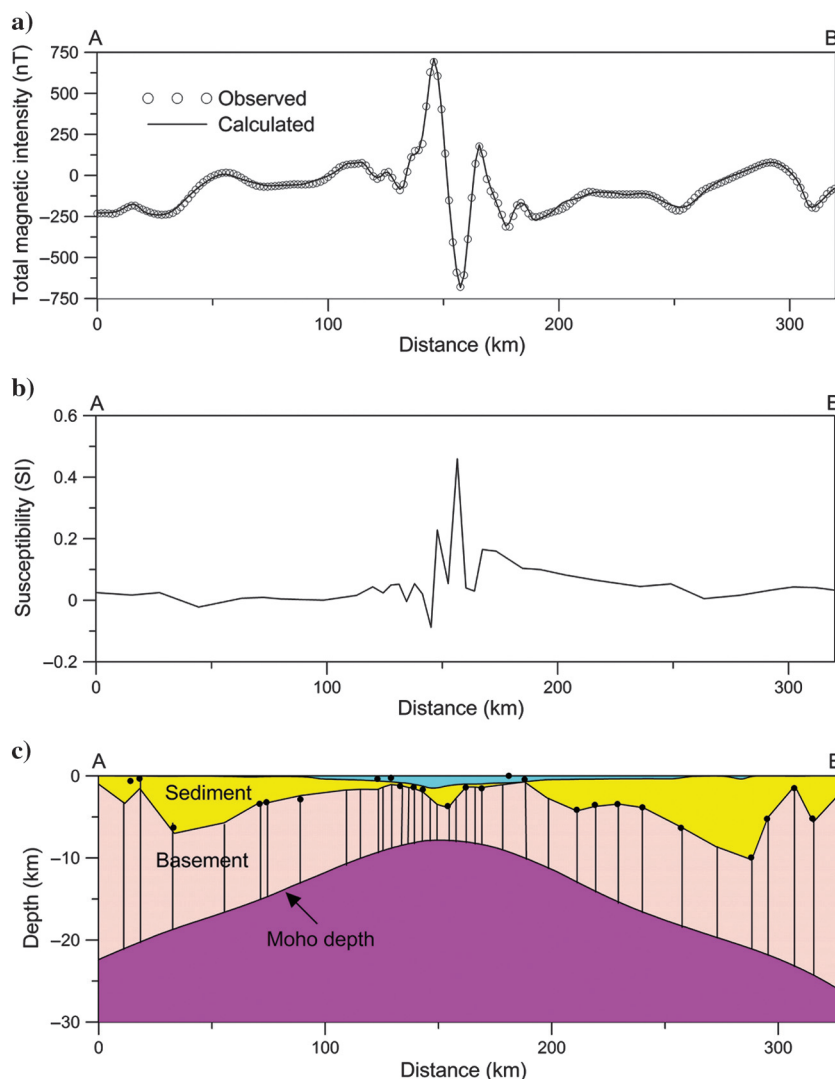 a)
A
B
Total magnetic intensity (nT)
750
500
250
0
−250
−500
−750
Observed
Calculated
0
100
200
300
Distance (km)
b)
A
Susceptibility (SI)
0.6
0.4
0.2
0
−0.2
0
100
200
300
Distance (km)
c)
A
Depth (km)
0
−10
−20
−30
Sediment
Basement
Moho depth
0
100
200
300
Distance (km)